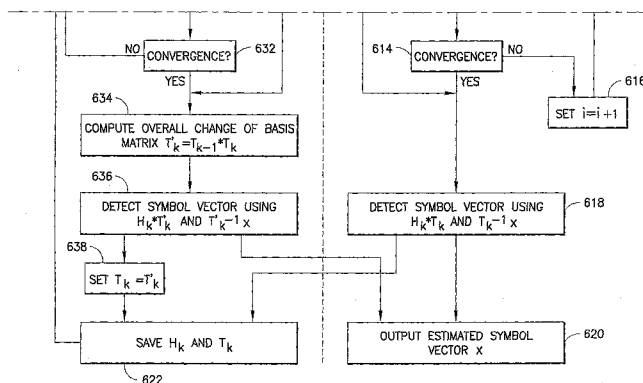 NO
CONVERGENCE?
632
YES
634
COMPUTE OVERALL CHANGE OF BASIS
MATRIX T'k=Tk-1*Tk
636
DETECT SYMBOL VECTOR USING
Hk*T'k AND T'k-1 x
638
SET Tk=T'k
SAVE Hk AND Tk
622
614
CONVERGENCE?
NO
YES
616
SET i=i+1
DETECT SYMBOL VECTOR USING
Hk*Tk AND Tk-1 x
618
OUTPUT ESTIMATED SYMBOL
VECTOR x
620